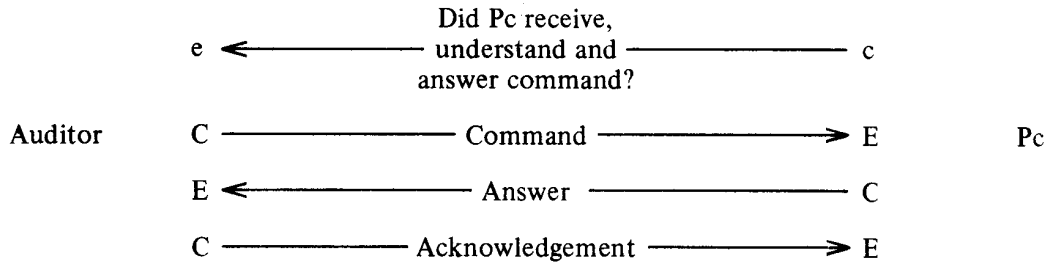 Did Pc receive,
e understand and c
answer command?
Auditor C Command E Pc
E Answer C
C Acknowledgement E